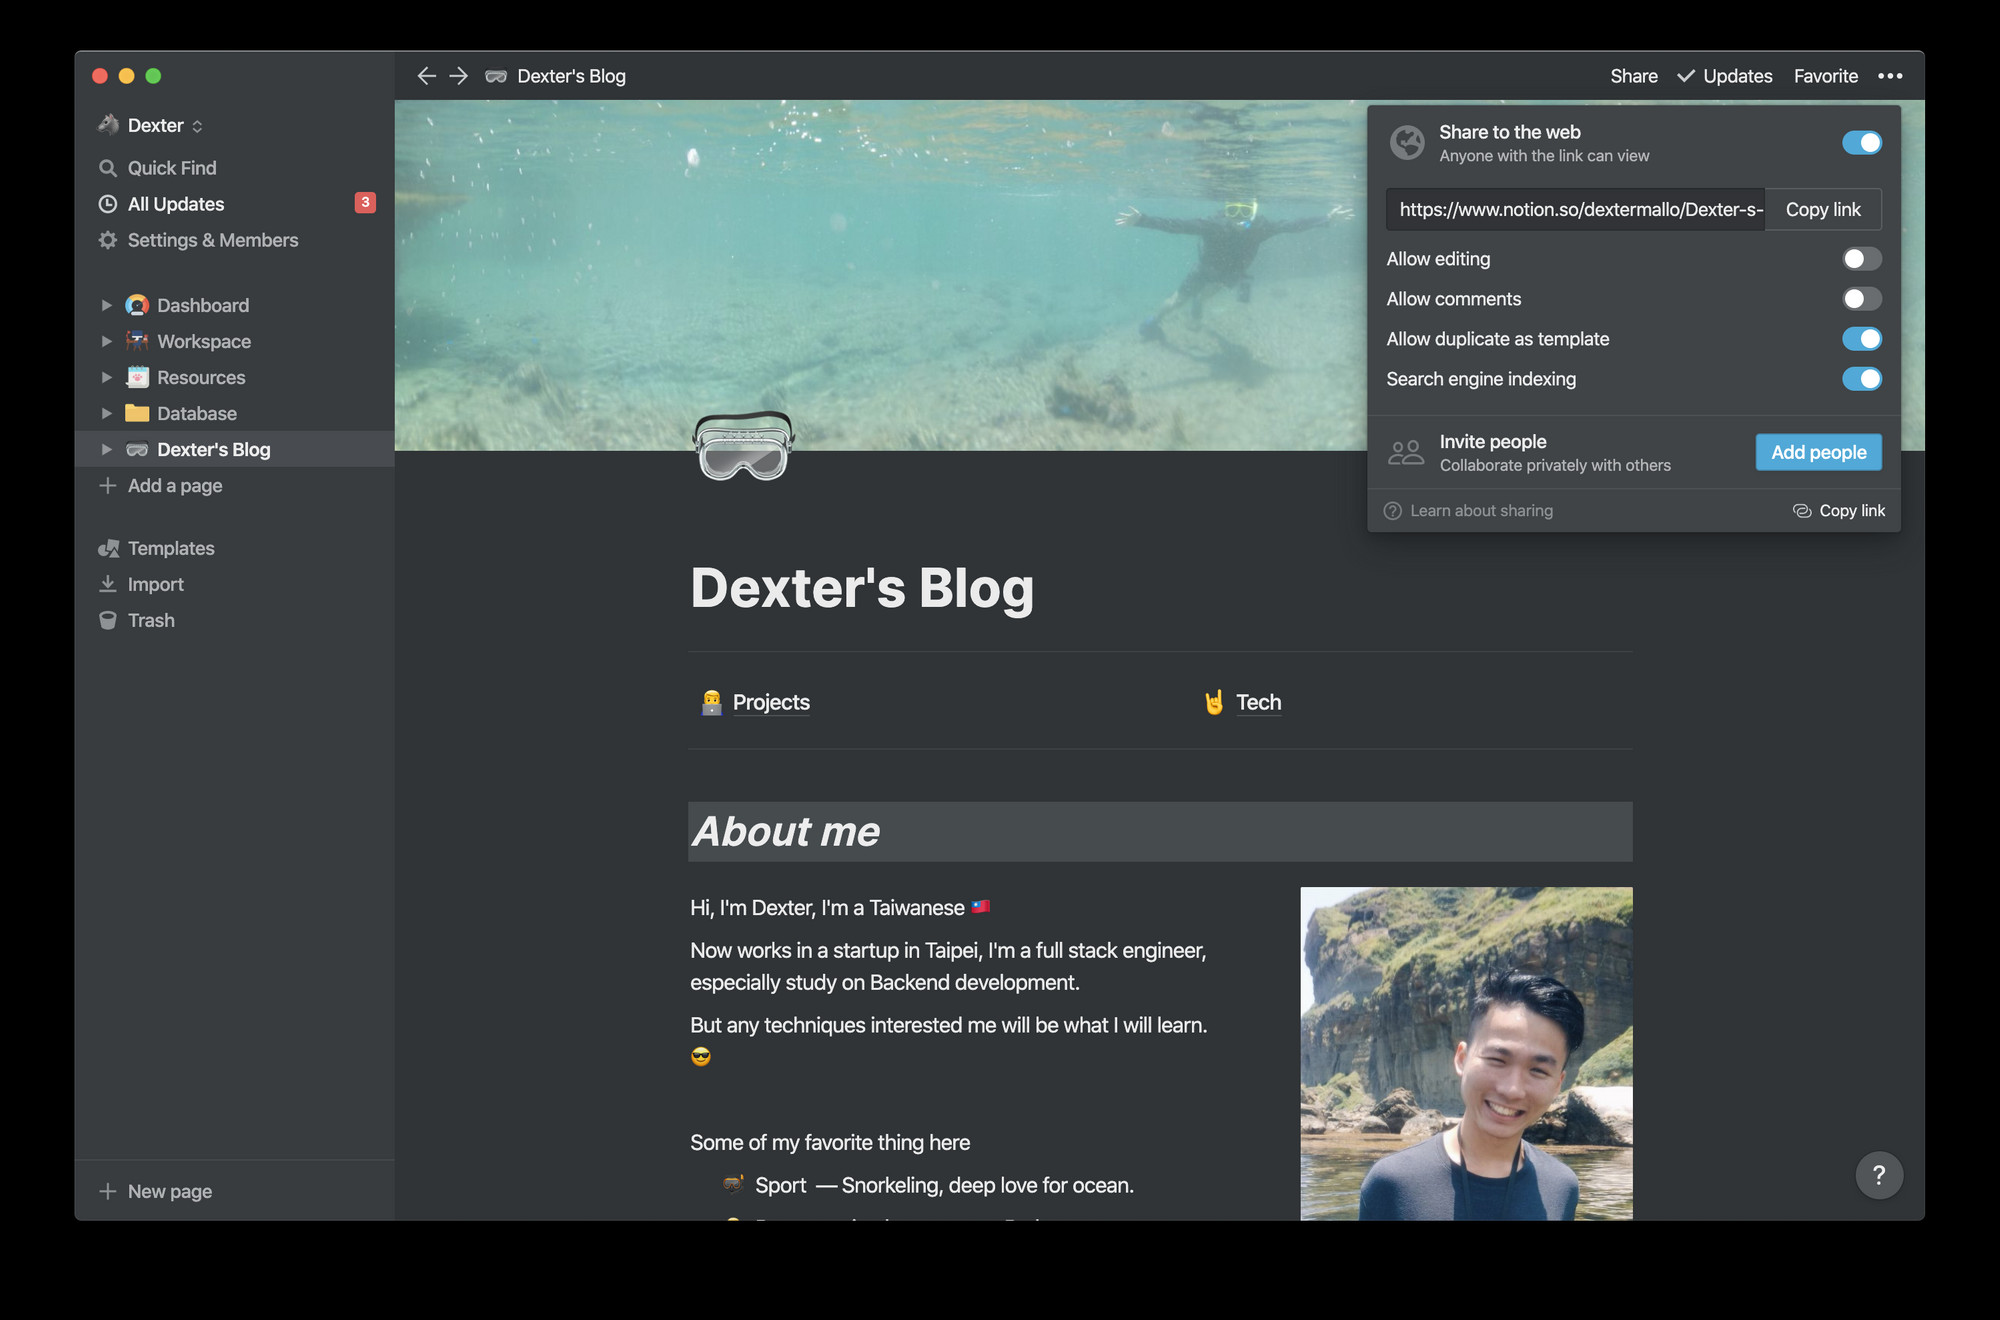 Dexter's Blog
Share
Updates
Favorite
Dexter
Quick Find
All Updates
3
Settings & Members
Dashboard
Workspace
Resources
Database
Dexter's Blog
Add a page
Templates
Import
Trash
New page
Share to the web
Anyone with the link can view
https://www.notion.so/dextermallo/Dexter-s-
Copy link
Allow editing
Allow comments
Allow duplicate as template
Search engine indexing
Invite people
Collaborate privately with others
Add people
Learn about sharing
Copy link
Dexter's Blog
Projects
Tech
About me
Hi, I'm Dexter, I'm a Taiwanese 🇹🇼
Now works in a startup in Taipei, I'm a full stack engineer,
especially study on Backend development.
But any techniques interested me will be what I will learn.
😎
Some of my favorite thing here
Sport — Snorkeling, deep love for ocean.
?